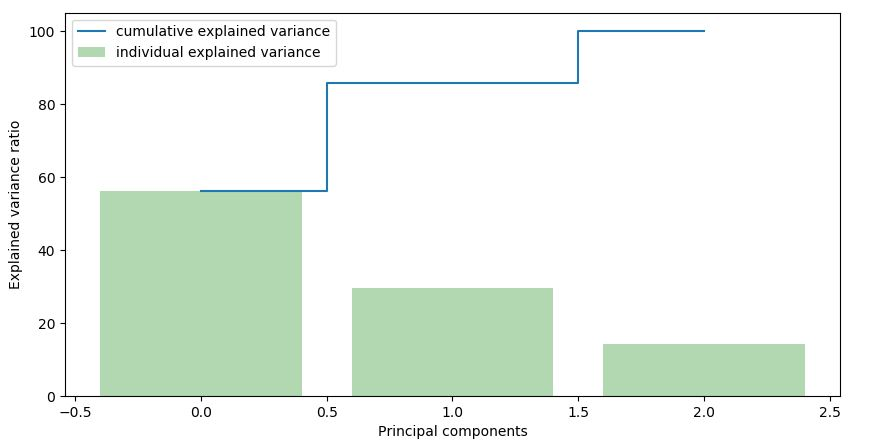 cumulative explained variance
individual explained variance
100
80
60
40
20
0
Explained variance ratio
−0.5 0.0 0.5 1.0 1.5 2.0 2.5
Principal components